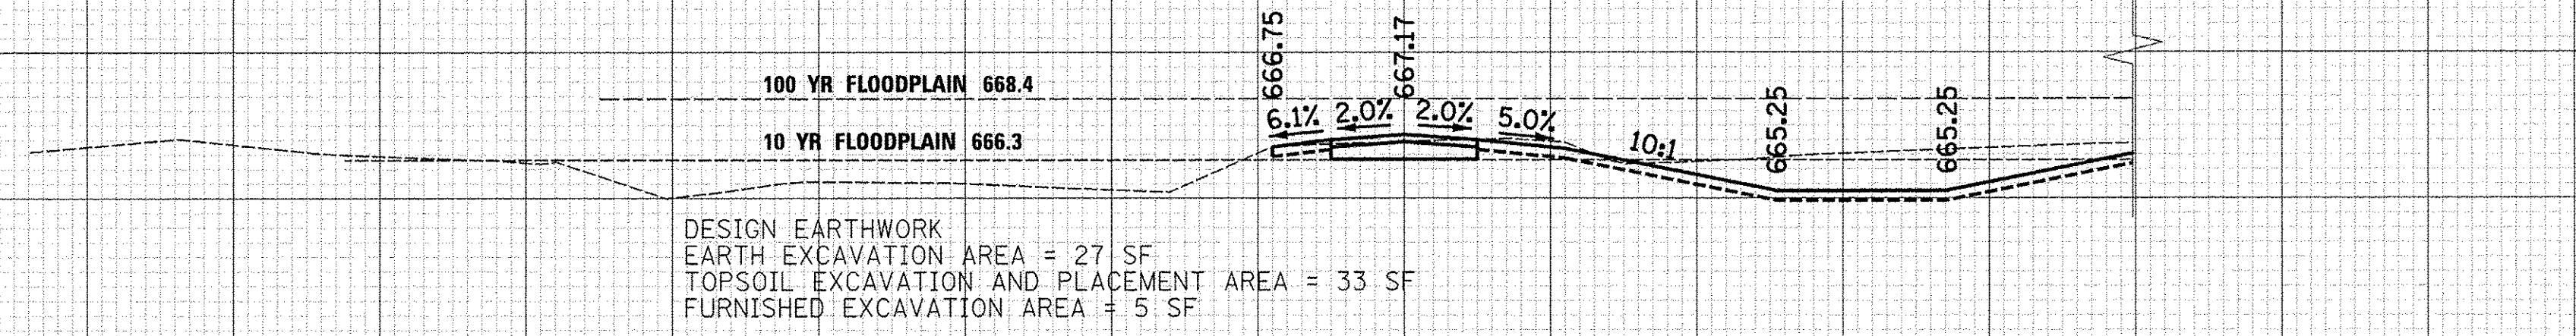 666.75
667.17
100 YR FLOODPLAIN 668.4
6.1% 2.0% 2.0% 5.0%
665.25
665.25
10 YR FLOODPLAIN 666.3
10:1
DESIGN EARTHWORK
EARTH EXCAVATION AREA = 27 SF
TOPSOIL EXCAVATION AND PLACEMENT AREA = 33 SF
FURNISHED EXCAVATION AREA = 5 SF